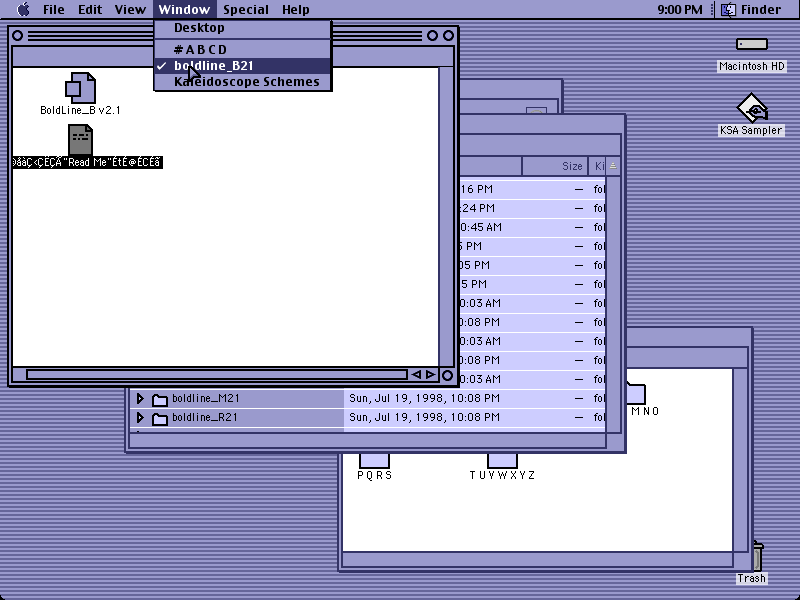 File Edit View Window Special Help 9:00 PM Finder
Desktop
# A B C D
✓ boldline_B21
Kaleidoscope Schemes
Macintosh HD
BoldLine_B v2.1
KSA Sampler
"Read Me"
Size Ki
:16 PM — fol
:24 PM — fol
0:45 AM — fol
5 PM — fol
05 PM — fol
5 PM — fol
0:03 AM — fol
0:08 PM — fol
0:03 AM — fol
0:08 PM — fol
0:03 AM — fol
boldline_M21 Sun, Jul 19, 1998, 10:08 PM — fol
boldline_R21 Sun, Jul 19, 1998, 10:08 PM — fol
M N O
P Q R S
T U V W X Y Z
Trash